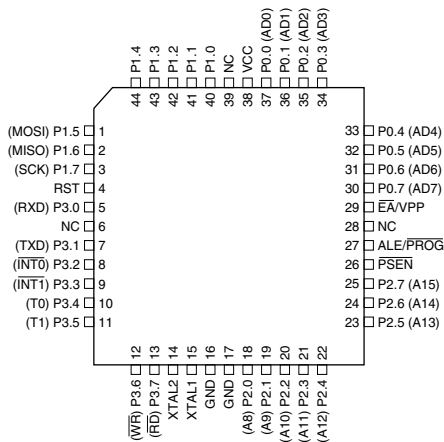 P1.4
P1.3
P1.2
P1.1
P1.0
NC
VCC
P0.0 (AD0)
P0.1 (AD1)
P0.2 (AD2)
P0.3 (AD3)
44
43
42
41
40
39
38
37
36
35
34
(MOSI) P1.5 1
(MISO) P1.6 2
(SCK) P1.7 3
RST 4
(RXD) P3.0 5
NC 6
(TXD) P3.1 7
(INT0) P3.2 8
(INT1) P3.3 9
(T0) P3.4 10
(T1) P3.5 11
33 P0.4 (AD4)
32 P0.5 (AD5)
31 P0.6 (AD6)
30 P0.7 (AD7)
29 EA/VPP
28 NC
27 ALE/PROG
26 PSEN
25 P2.7 (A15)
24 P2.6 (A14)
23 P2.5 (A13)
12
13
14
15
16
17
18
19
20
21
22
(WR) P3.6
(RD) P3.7
XTAL2
XTAL1
GND
GND
(A8) P2.0
(A9) P2.1
(A10) P2.2
(A11) P2.3
(A12) P2.4